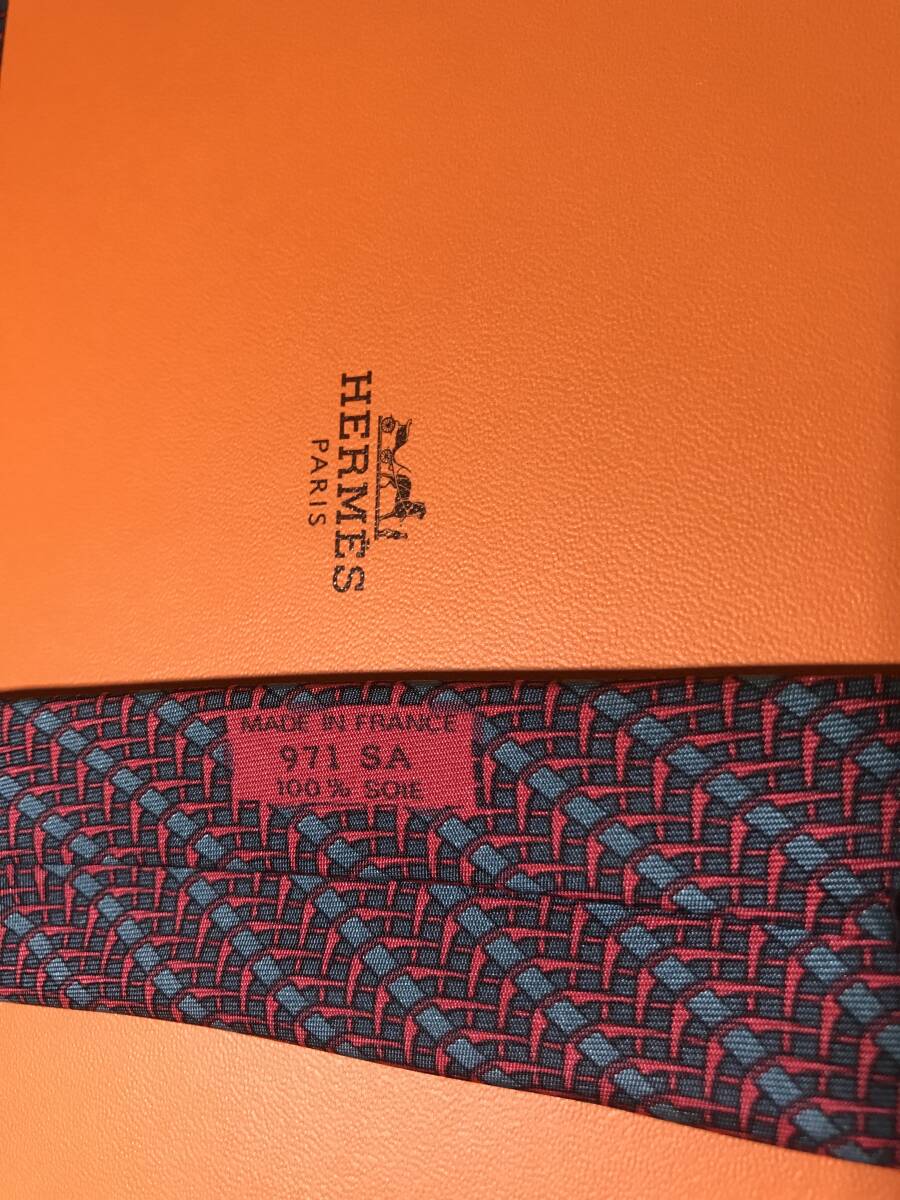 HERMÈS
PARIS
MADE IN FRANCE
971 SA
100% SOIE